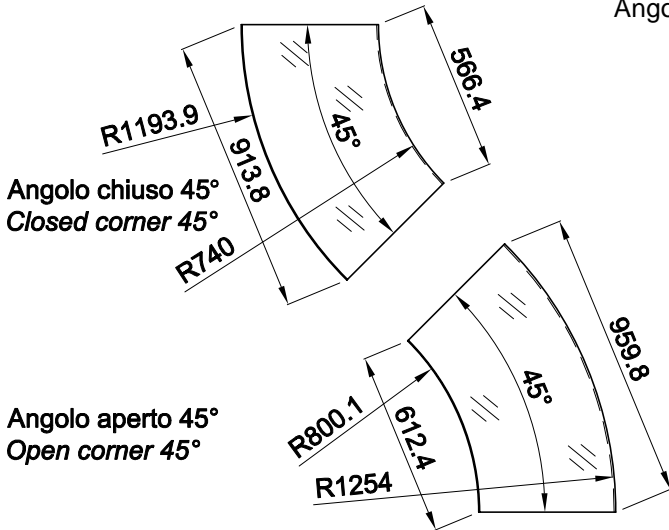 Ango
566.4
R1193.9
45°
913.8
Angolo chiuso 45°
Closed corner 45°
R740
959.8
45°
Angolo aperto 45°
Open corner 45°
R800.1
612.4
R1254